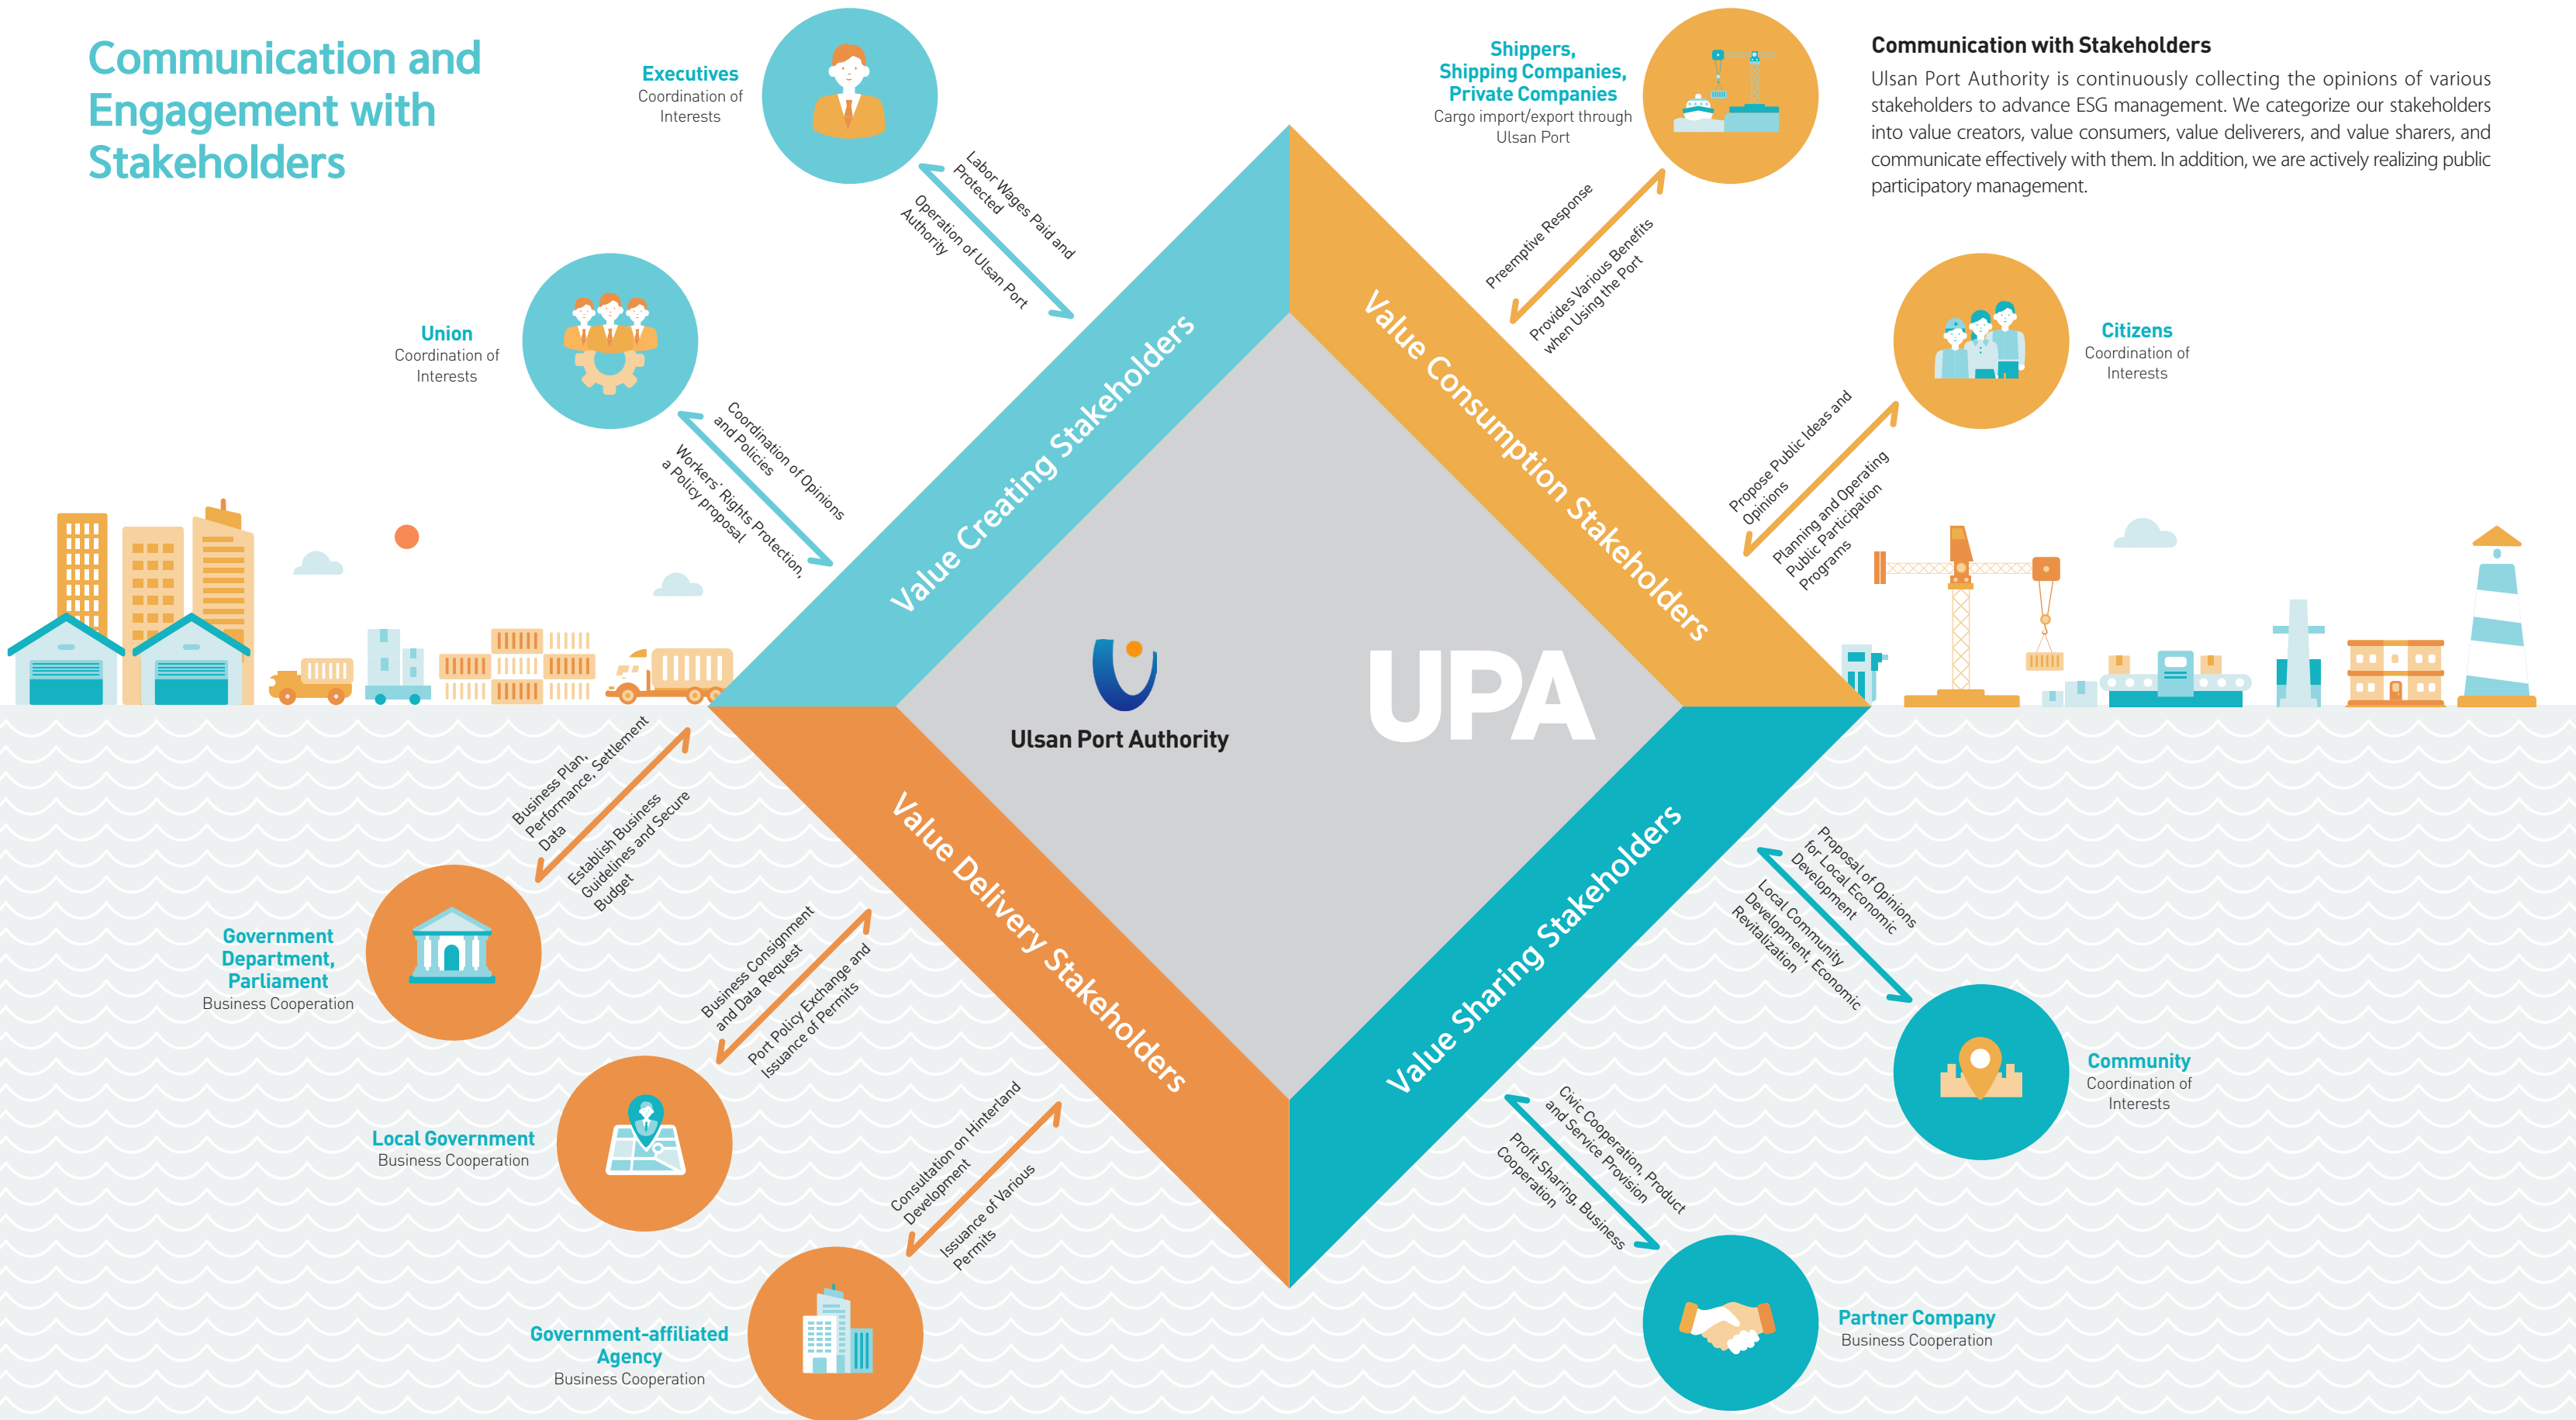 Communication and
Engagement with
Stakeholders
Executives
Coordination of
Interests
Labor Wages Paid and
Protected
Operation of Ulsan Port
Authority
Union
Coordination of
Interests
Coordination of Opinions
and Policies
Workers' Rights Protection,
a Policy proposal
Shippers,
Shipping Companies,
Private Companies
Cargo import/export through
Ulsan Port
Preemptive Response
Provides Various Benefits
when Using the Port
Communication with Stakeholders
Ulsan Port Authority is continuously collecting the opinions of various
stakeholders to advance ESG management. We categorize our stakeholders
into value creators, value consumers, value deliverers, and value sharers, and
communicate effectively with them. In addition, we are actively realizing public
participatory management.
Citizens
Coordination of
Interests
Propose Public Ideas and
Opinions
Planning and Operating
Public Participation
Programs
Value Creating Stakeholders
Value Consumption Stakeholders
Ulsan Port Authority
UPA
Value Delivery Stakeholders
Value Sharing Stakeholders
Business Plan,
Performance, Settlement
Data
Establish Business
Guidelines and Secure
Budget
Government
Department,
Parliament
Business Cooperation
Business Consignment
and Data Request
Port Policy Exchange and
Issuance of Permits
Local Government
Business Cooperation
Consultation on Hinterland
Development
Issuance of Various
Permits
Government-affiliated
Agency
Business Cooperation
Proposal of Opinions
for Local Economic
Development
Local Community
Development, Economic
Revitalization
Community
Coordination of
Interests
Civic Cooperation, Product
and Service Provision
Profit Sharing, Business
Cooperation
Partner Company
Business Cooperation